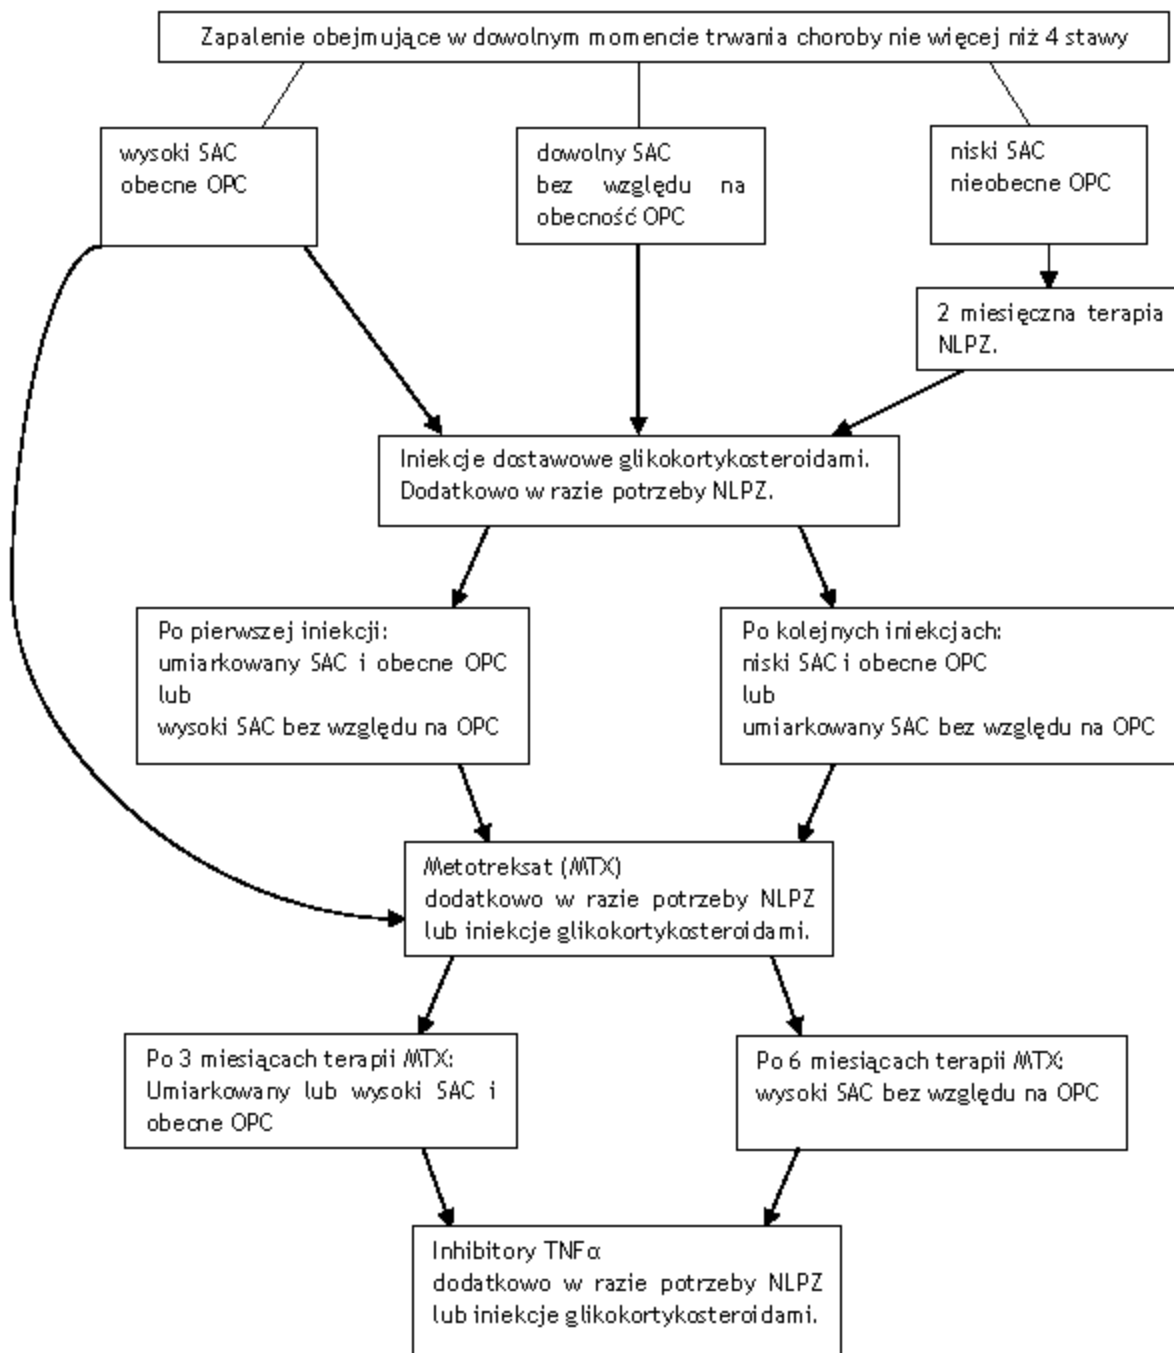 Zapalenie obejmujące w dowolnym momencie trwania choroby nie więcej niż 4 stawy
wysoki SAC
obecne OPC
dowolny SAC
bez względu na
obecność OPC
niski SAC
nieobecne OPC
2 miesięczna terapia
NLPZ.
Iniekcje dostawowe glikokortykosteroidami.
Dodatkowo w razie potrzeby NLPZ.
Po pierwszej iniekcji:
umiarkowany SAC i obecne OPC
lub
wysoki SAC bez względu na OPC
Po kolejnych iniekcjach:
niski SAC i obecne OPC
lub
umiarkowany SAC bez względu na OPC
Metotreksat (MTX)
dodatkowo w razie potrzeby NLPZ
lub iniekcje glikokortykosteroidami.
Po 3 miesiącach terapii MTX:
Umiarkowany lub wysoki SAC i
obecne OPC
Po 6 miesiącach terapii MTX:
wysoki SAC bez względu na OPC
Inhibitory TNFα
dodatkowo w razie potrzeby NLPZ
lub iniekcje glikokortykosteroidami.